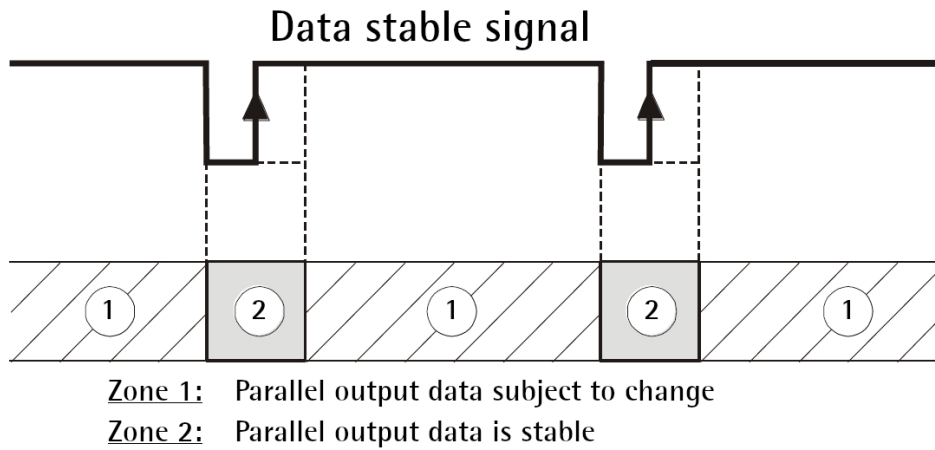 Data stable signal
1 2 1 2 1
Zone 1: Parallel output data subject to change
Zone 2: Parallel output data is stable